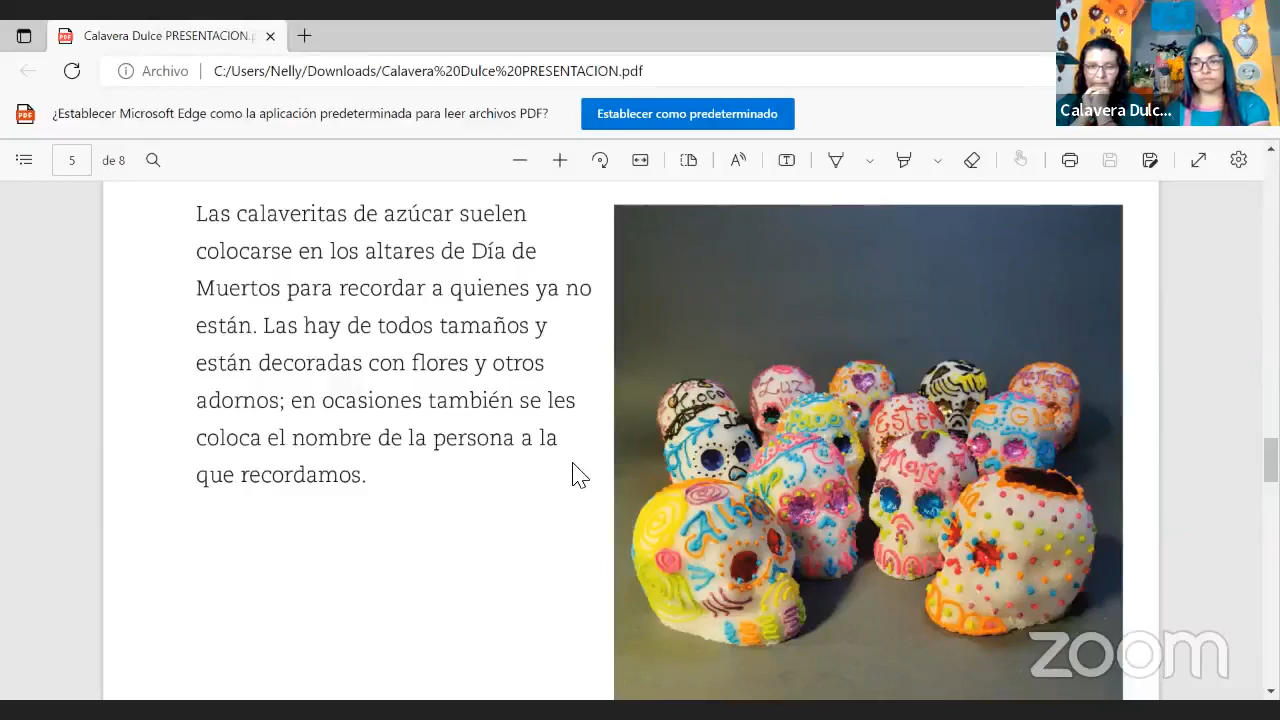 Calavera Dulce PRESENTACION.p
Archivo
C:/Users/Nelly/Downloads/Calavera%20Dulce%20PRESENTACION.pdf
¿Establecer Microsoft Edge como la aplicación predeterminada para leer archivos PDF?
Establecer como predeterminado
Calavera Dulc...
5 de 8
Las calaveritas de azúcar suelen
colocarse en los altares de Día de
Muertos para recordar a quienes ya no
están. Las hay de todos tamaños y
están decoradas con flores y otros
adornos; en ocasiones también se les
coloca el nombre de la persona a la
que recordamos.
Luz
Ester
Mary
zoom